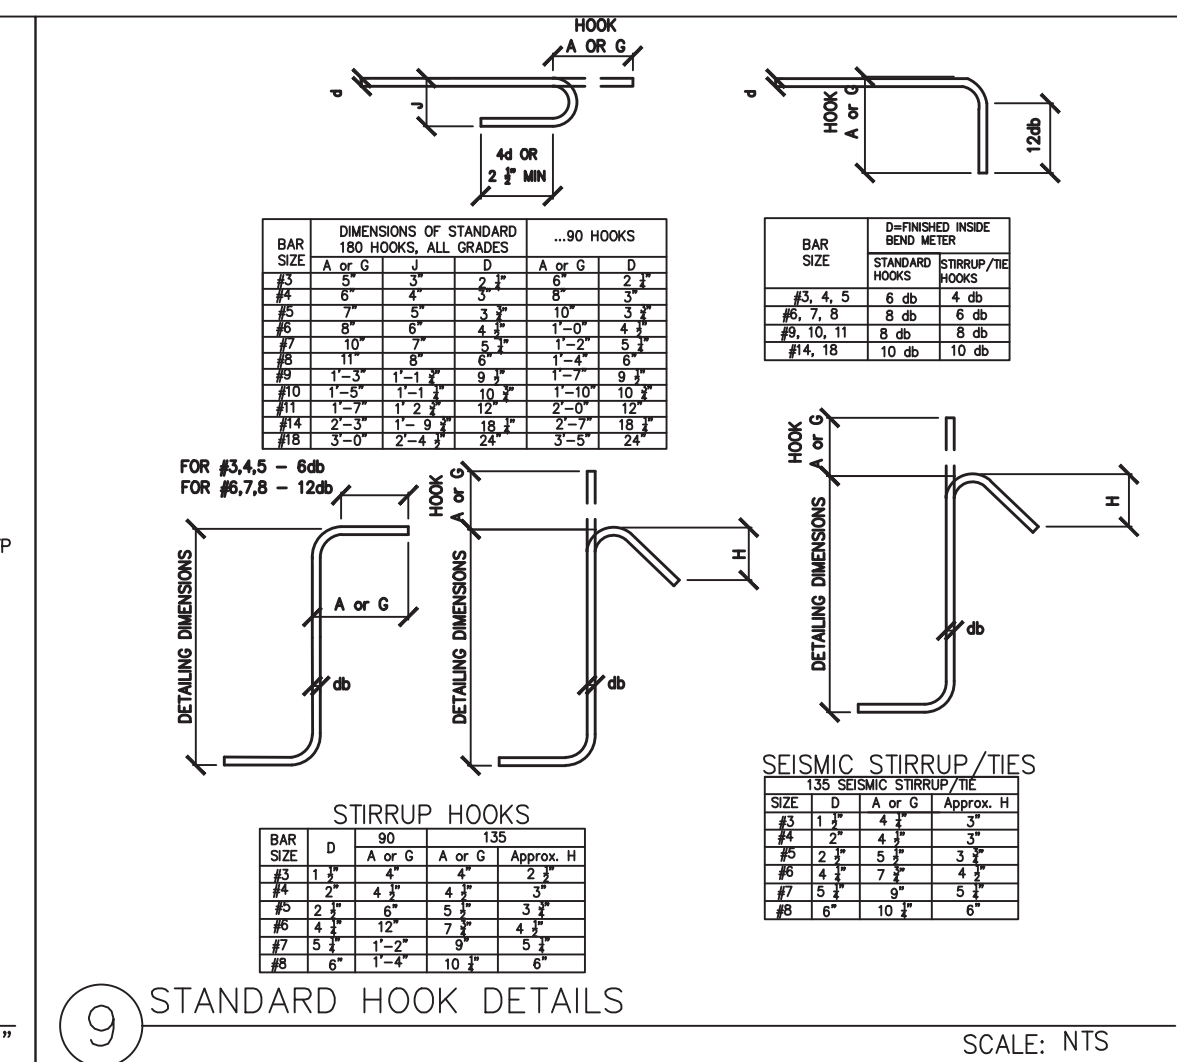 HOOK
A OR G
d
J
4d OR
2 ½" MIN
d
HOOK
A or G
12db
BAR SIZE | DIMENSIONS OF STANDARD 180 HOOKS, ALL GRADES | ...90 HOOKS
A or G | J | D | A or G | D
#3 | 5" | 3" | 2 ¼" | 6" | 2 ¼"
#4 | 6" | 4" | 3" | 8" | 3"
#5 | 7" | 5" | 3 ¾" | 10" | 3 ¾"
#6 | 8" | 6" | 4 ½" | 1'-0" | 4 ½"
#7 | 10" | 7" | 5 ¼" | 1'-2" | 5 ¼"
#8 | 11" | 8" | 6" | 1'-4" | 6"
#9 | 1'-3" | 1'-1 ¾" | 9 ½" | 1'-7" | 9 ½"
#10 | 1'-5" | 1'-1 ¼" | 10 ¾" | 1'-10" | 10 ¾"
#11 | 1'-7" | 1' 2 ¾" | 12" | 2'-0" | 12"
#14 | 2'-3" | 1'- 9 ¾" | 18 ¼" | 2'-7" | 18 ¼"
#18 | 3'-0" | 2'-4 ½" | 24" | 3'-5" | 24"
BAR SIZE | D=FINISHED INSIDE BEND METER
STANDARD HOOKS | STIRRUP/TIE HOOKS
#3, 4, 5 | 6 db | 4 db
#6, 7, 8 | 8 db | 6 db
#9, 10, 11 | 8 db | 8 db
#14, 18 | 10 db | 10 db
FOR #3,4,5 - 6db
FOR #6,7,8 - 12db
DETAILING DIMENSIONS
A or G
db
HOOK
A or G
DETAILING DIMENSIONS
H
db
HOOK
A or G
DETAILING DIMENSIONS
H
db
STIRRUP HOOKS
BAR SIZE | D | 90 | 135
A or G | A or G | Approx. H
#3 | 1 ½" | 4" | 4" | 2 ½"
#4 | 2" | 4 ½" | 4 ½" | 3"
#5 | 2 ½" | 6" | 5 ½" | 3 ¾"
#6 | 4 ¼" | 12" | 7 ¾" | 4 ½"
#7 | 5 ¼" | 1'-2" | 9" | 5 ¼"
#8 | 6" | 1'-4" | 10 ¼" | 6"
SEISMIC STIRRUP/TIES
135 SEISMIC STIRRUP/TIE
SIZE | D | A or G | Approx. H
#3 | 1 ½" | 4 ¼" | 3"
#4 | 2" | 4 ½" | 3"
#5 | 2 ½" | 5 ½" | 3 ¾"
#6 | 4 ¼" | 7 ¾" | 4 ½"
#7 | 5 ¼" | 9" | 5 ¼"
#8 | 6" | 10 ¼" | 6"
9 STANDARD HOOK DETAILS
SCALE: NTS